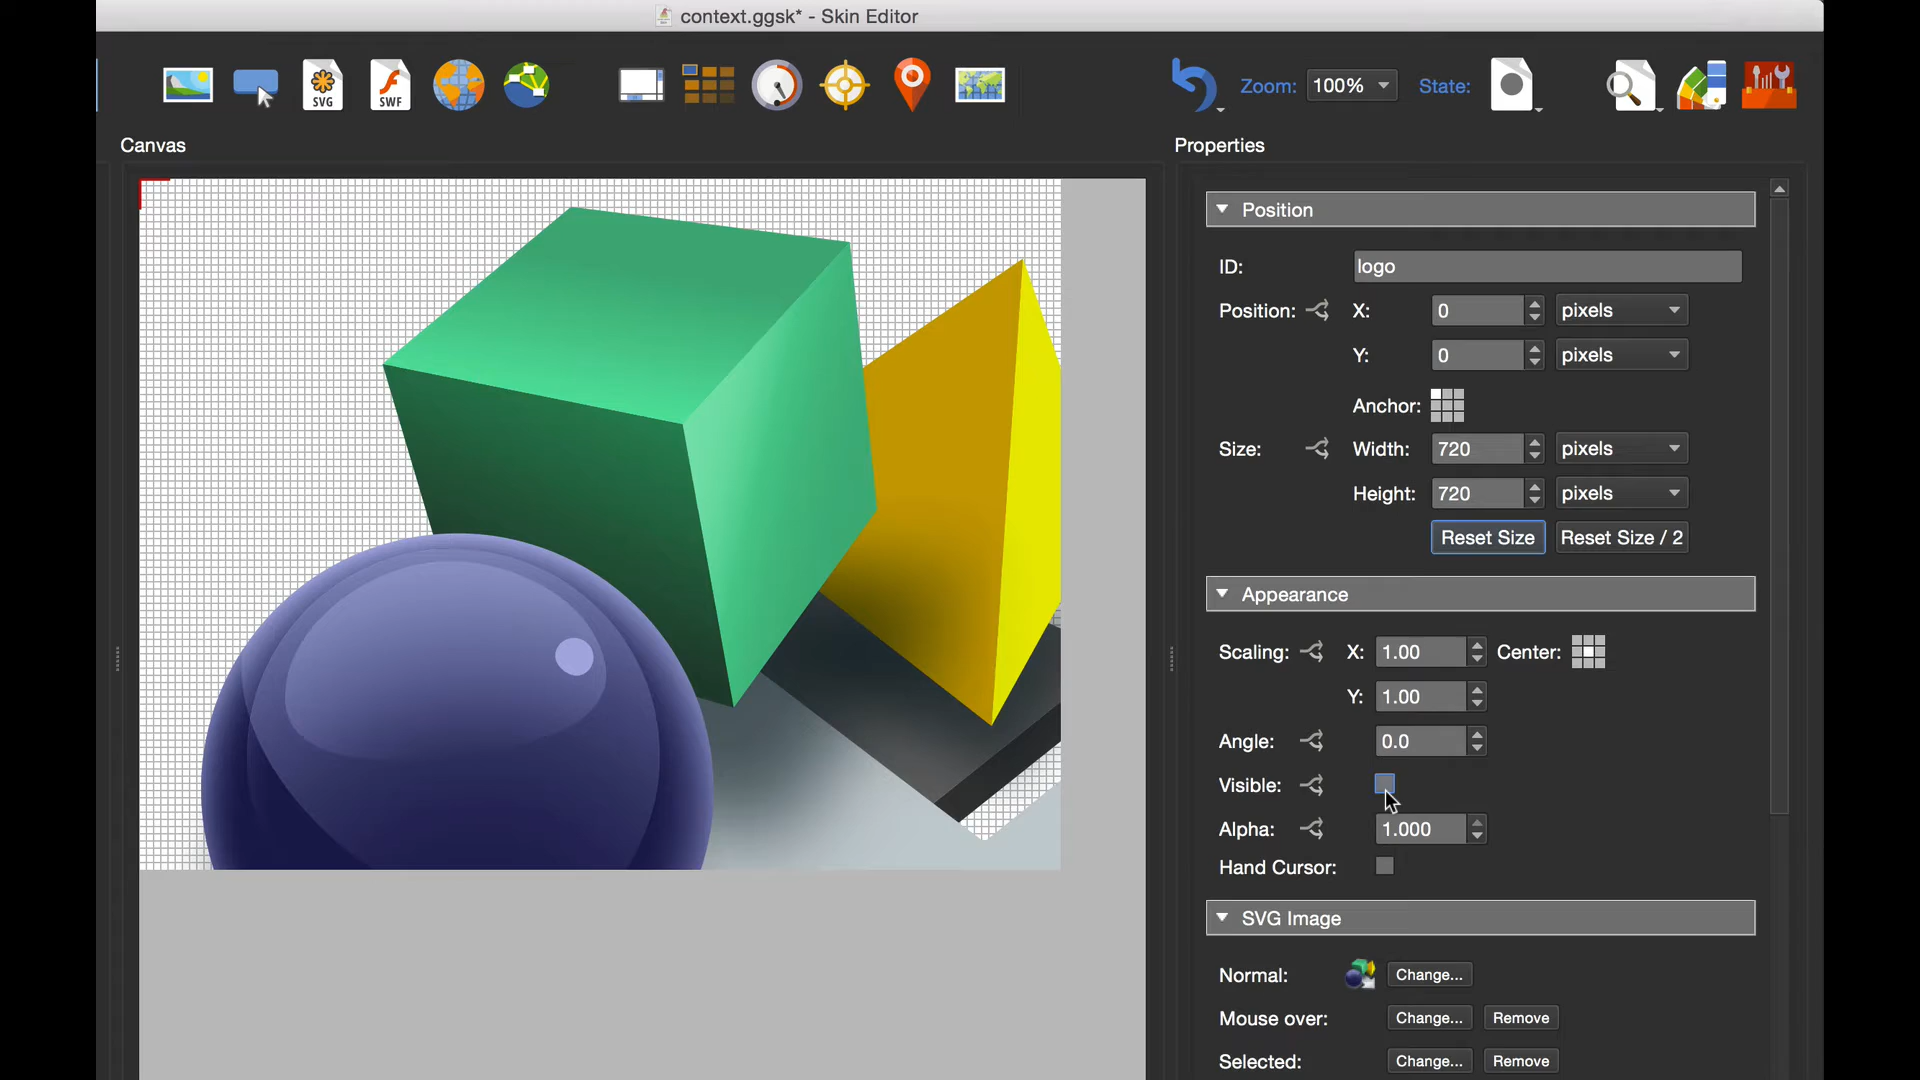 context.ggsk* - Skin Editor
SVG
SWF
Zoom: 100% State:
Canvas
Properties
Position
ID: logo
Position: X: 0 pixels
Y: 0 pixels
Anchor:
Size: Width: 720 pixels
Height: 720 pixels
Reset Size Reset Size / 2
Appearance
Scaling: X: 1.00 Center:
Y: 1.00
Angle: 0.0
Visible:
Alpha: 1.000
Hand Cursor:
SVG Image
Normal: Change...
Mouse over: Change... Remove
Selected: Change... Remove